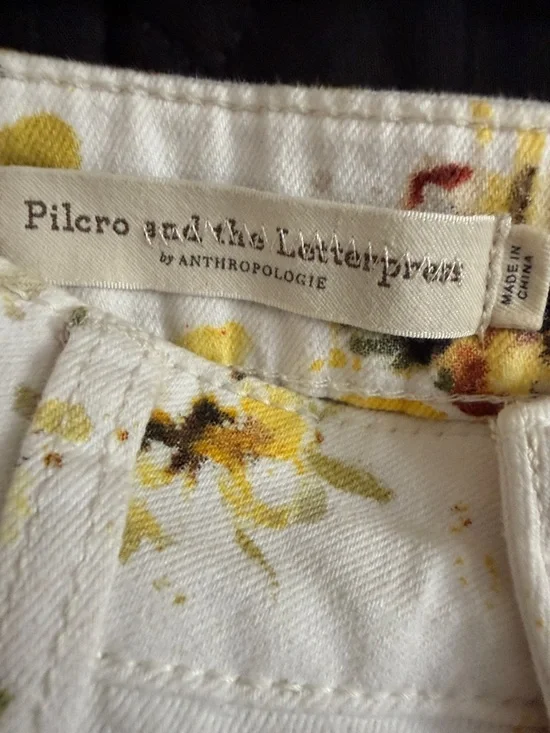 Pilcro and the Letterpress
by ANTHROPOLOGIE
MADE IN
CHINA